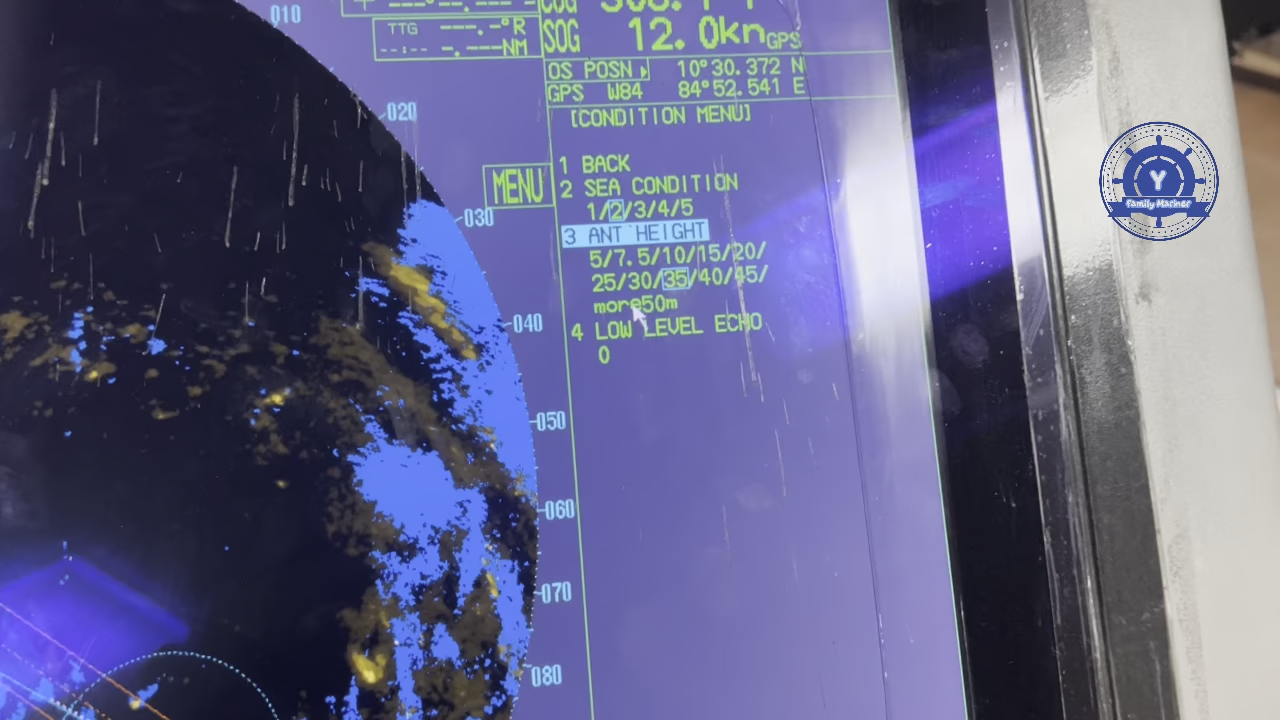 010
TTG ---.-°R
--:-- -.---NM
SOG 12.0kn GPS
OS POSN 10°30.372 N
GPS W84 84°52.541 E
[CONDITION MENU]
020
MENU
1 BACK
2 SEA CONDITION
1/2/3/4/5
030
3 ANT HEIGHT
5/7.5/10/15/20/
25/30/35/40/45/
more50m
040
4 LOW LEVEL ECHO
0
050
060
070
080
Y
Family Mariner